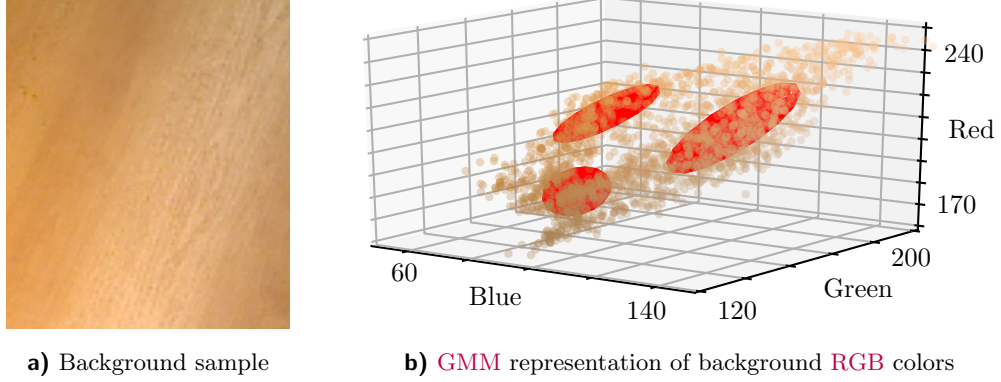 240
Red
170
200
60
Green
Blue
140
120
a) Background sample
b) GMM representation of background RGB colors